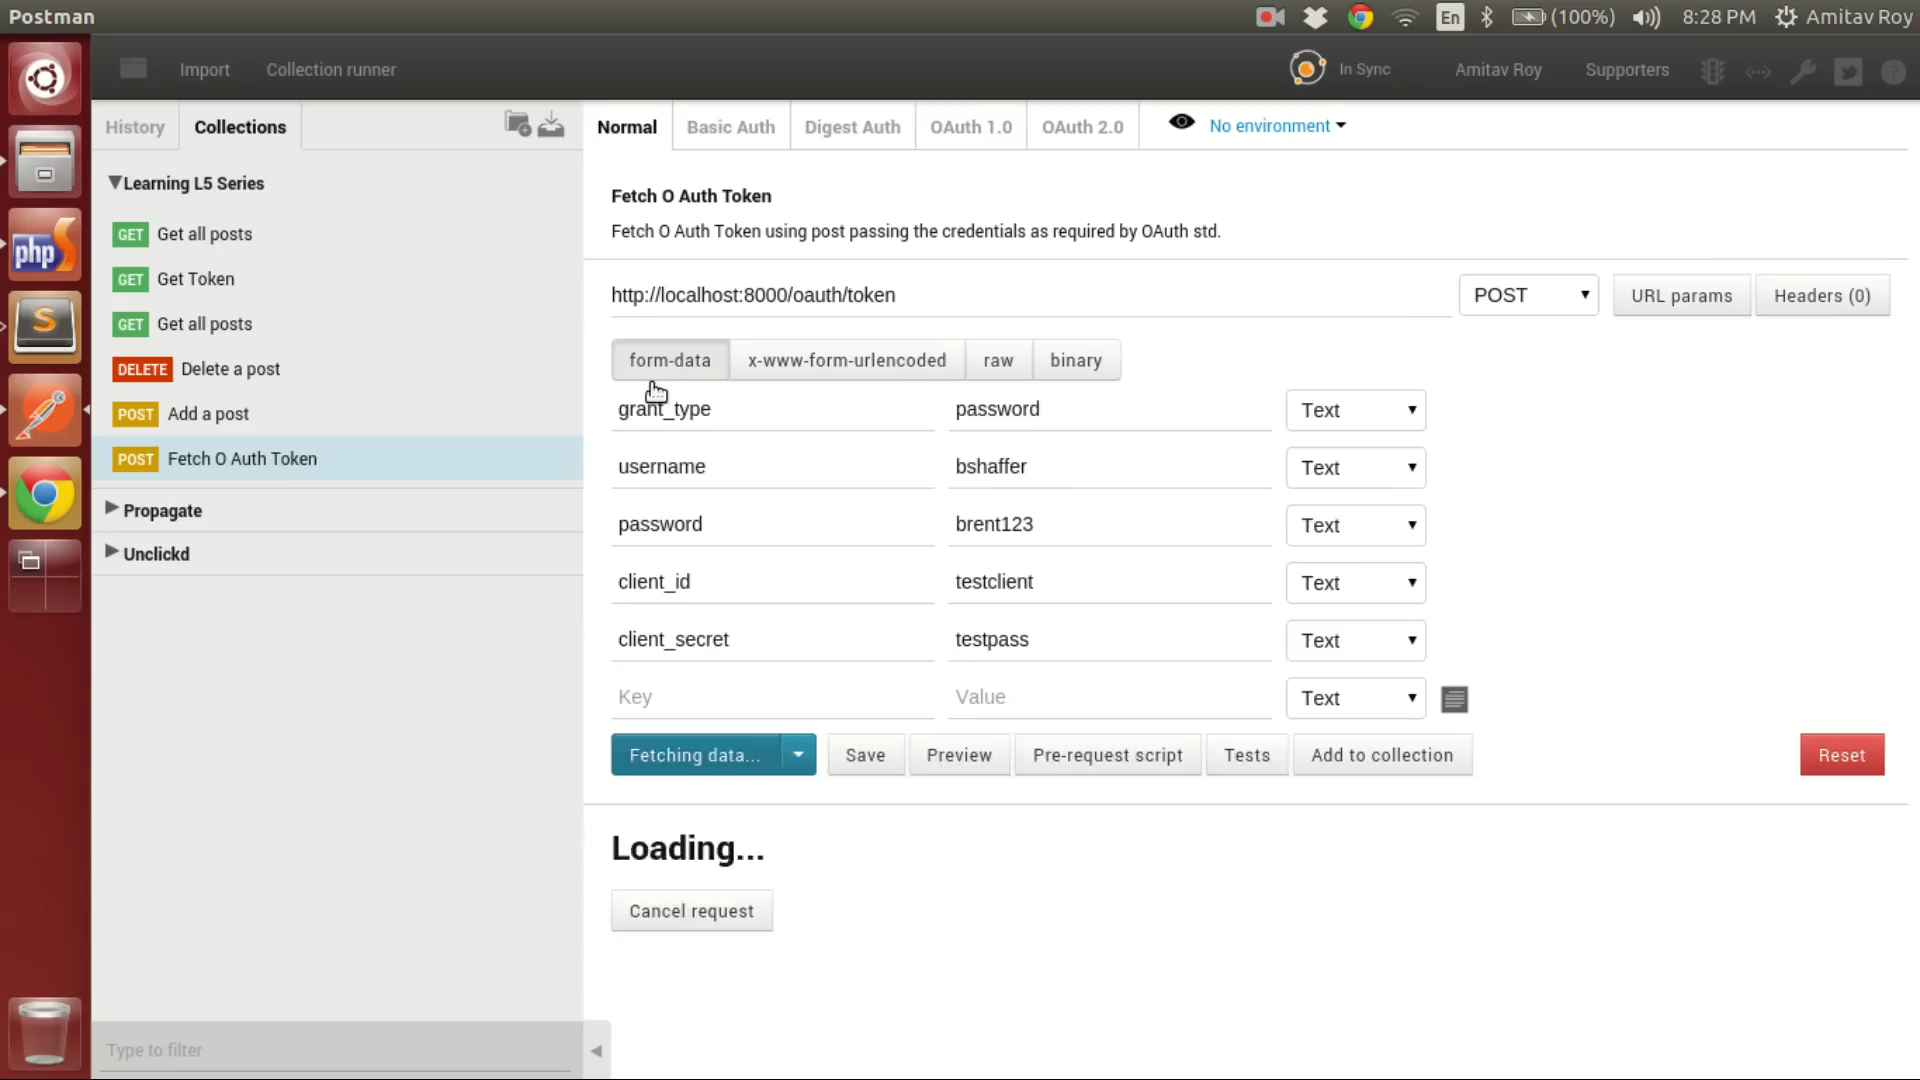 Postman
En
(100%)
8:28 PM
Amitav Roy
Import
Collection runner
In Sync
Amitav Roy
Supporters
History
Collections
Normal
Basic Auth
Digest Auth
OAuth 1.0
OAuth 2.0
No environment
Learning L5 Series
GET Get all posts
GET Get Token
GET Get all posts
DELETE Delete a post
POST Add a post
POST Fetch O Auth Token
Propagate
Unclickd
Type to filter
Fetch O Auth Token
Fetch O Auth Token using post passing the credentials as required by OAuth std.
http://localhost:8000/oauth/token
POST
URL params
Headers (0)
form-data
x-www-form-urlencoded
raw
binary
grant_type password Text
username bshaffer Text
password brent123 Text
client_id testclient Text
client_secret testpass Text
Key Value Text
Fetching data...
Save
Preview
Pre-request script
Tests
Add to collection
Reset
Loading...
Cancel request
php
S